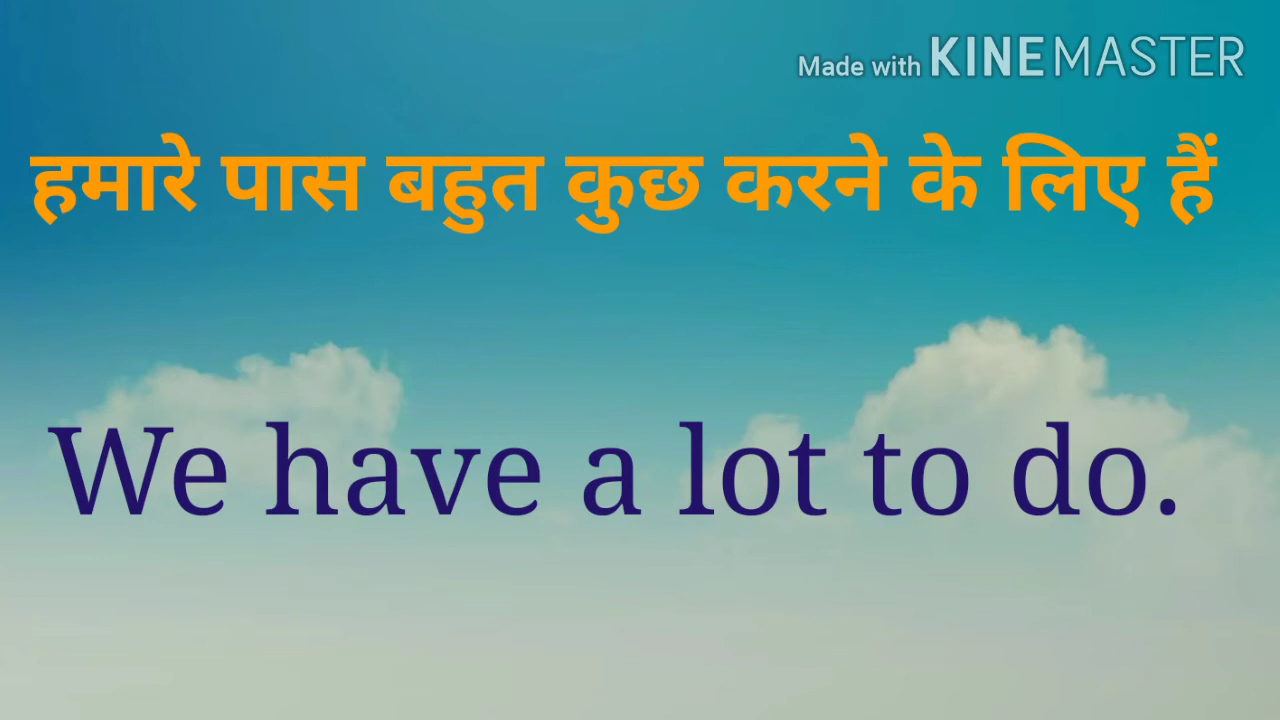 Made with KINEMASTER
हमारे पास बहुत कुछ करने के लिए हैं
We have a lot to do.